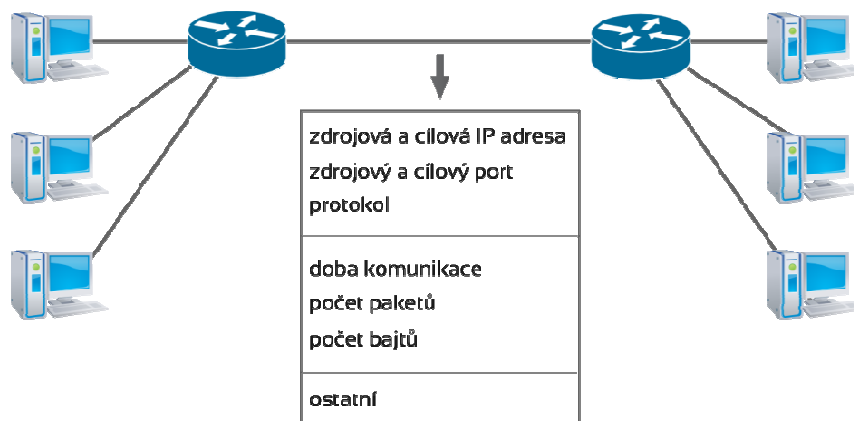 zdrojová a cílová IP adresa
zdrojový a cílový port
protokol
doba komunikace
počet paketů
počet bajtů
ostatní